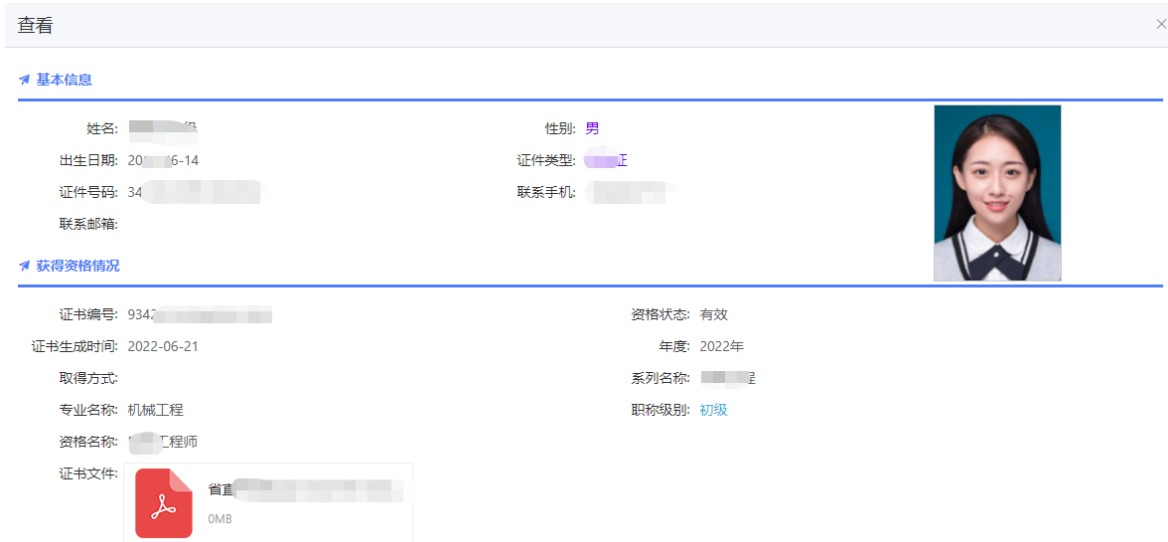 查看
基本信息
姓名:
性别: 男
出生日期: 20 6-14
证件类型: 证
证件号码: 34
联系手机:
联系邮箱:
获得资格情况
证书编号: 934
资格状态: 有效
证书生成时间: 2022-06-21
年度: 2022年
取得方式:
系列名称: 程
专业名称: 机械工程
职称级别: 初级
资格名称: 工程师
证书文件:
省直
0MB